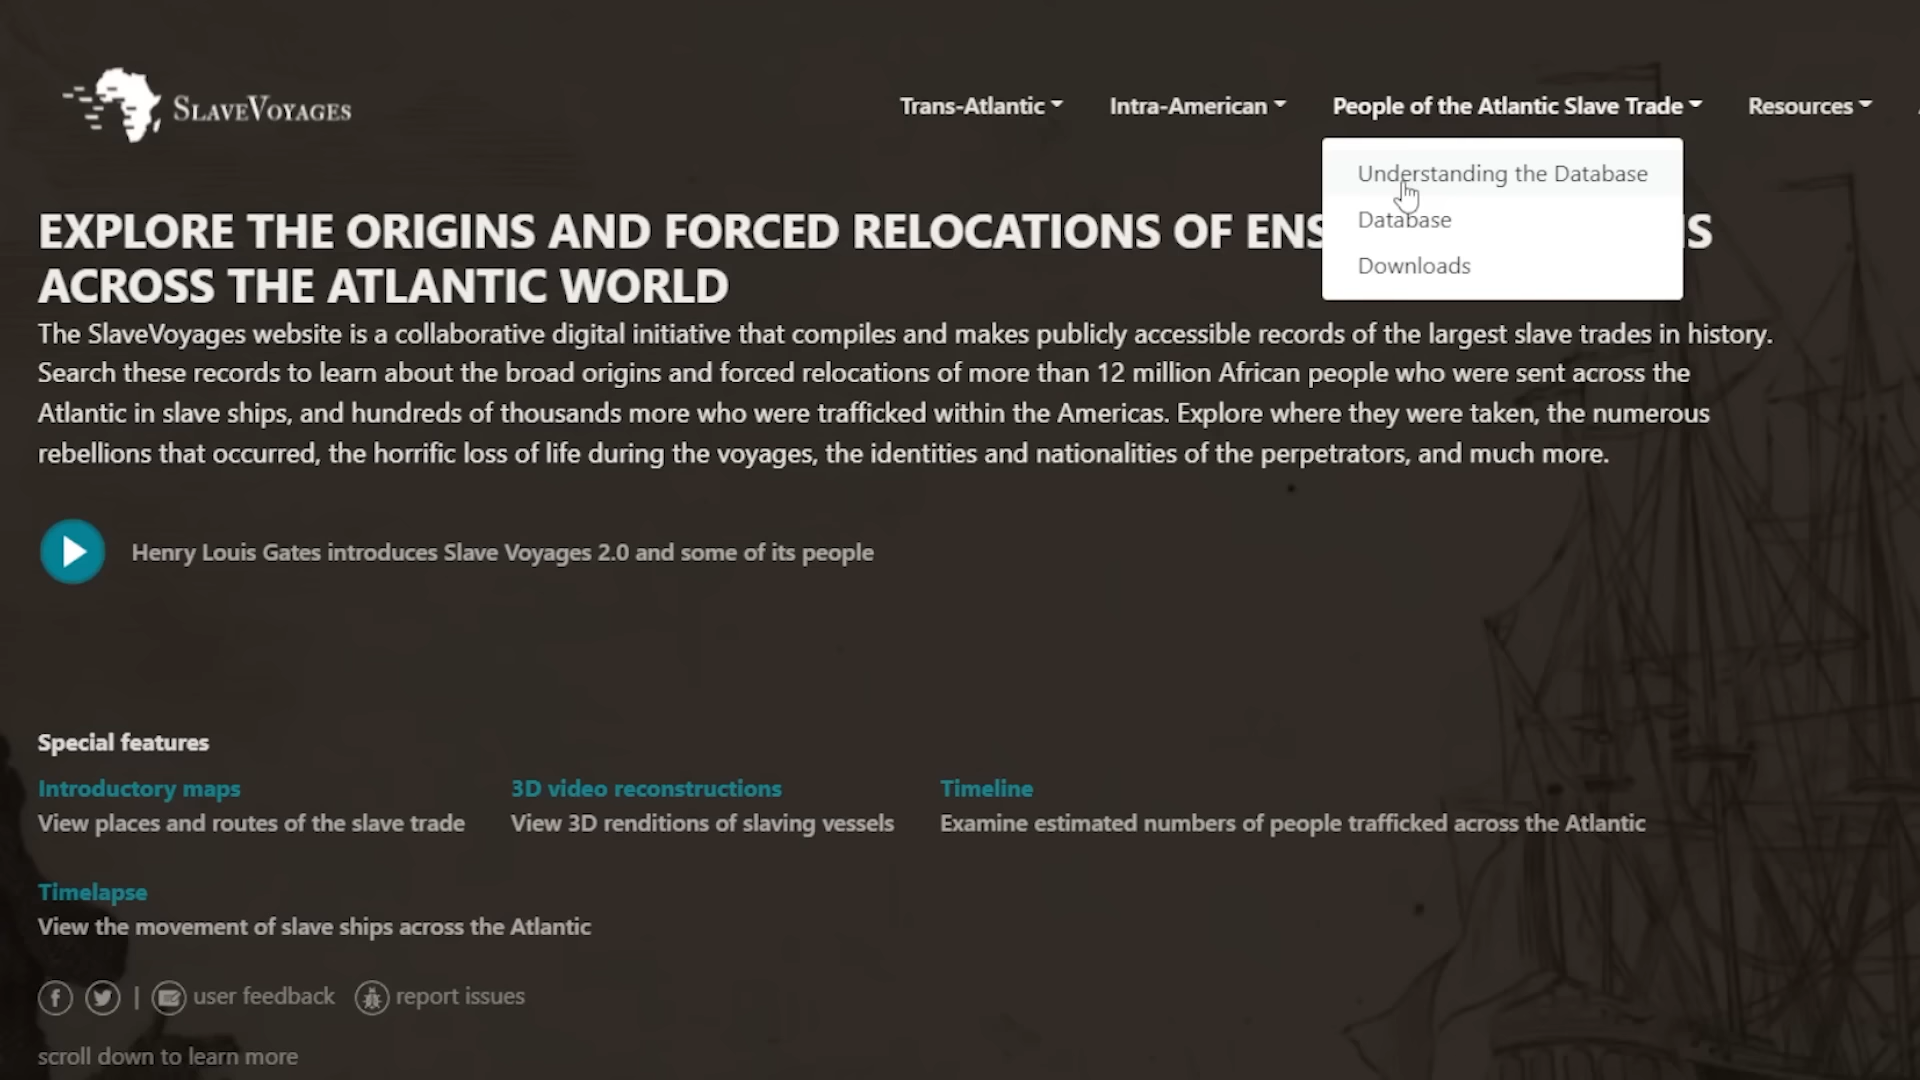 SLAVEVOYAGES
Trans-Atlantic
Intra-American
People of the Atlantic Slave Trade
Resources
Understanding the Database
Database
Downloads
EXPLORE THE ORIGINS AND FORCED RELOCATIONS OF
ACROSS THE ATLANTIC WORLD
The SlaveVoyages website is a collaborative digital initiative that compiles and makes publicly accessible records of the largest slave trades in history.
Search these records to learn about the broad origins and forced relocations of more than 12 million African people who were sent across the
Atlantic in slave ships, and hundreds of thousands more who were trafficked within the Americas. Explore where they were taken, the numerous
rebellions that occurred, the horrific loss of life during the voyages, the identities and nationalities of the perpetrators, and much more.
Henry Louis Gates introduces Slave Voyages 2.0 and some of its people
Special features
Introductory maps
View places and routes of the slave trade
3D video reconstructions
View 3D renditions of slaving vessels
Timeline
Examine estimated numbers of people trafficked across the Atlantic
Timelapse
View the movement of slave ships across the Atlantic
| user feedback report issues
scroll down to learn more